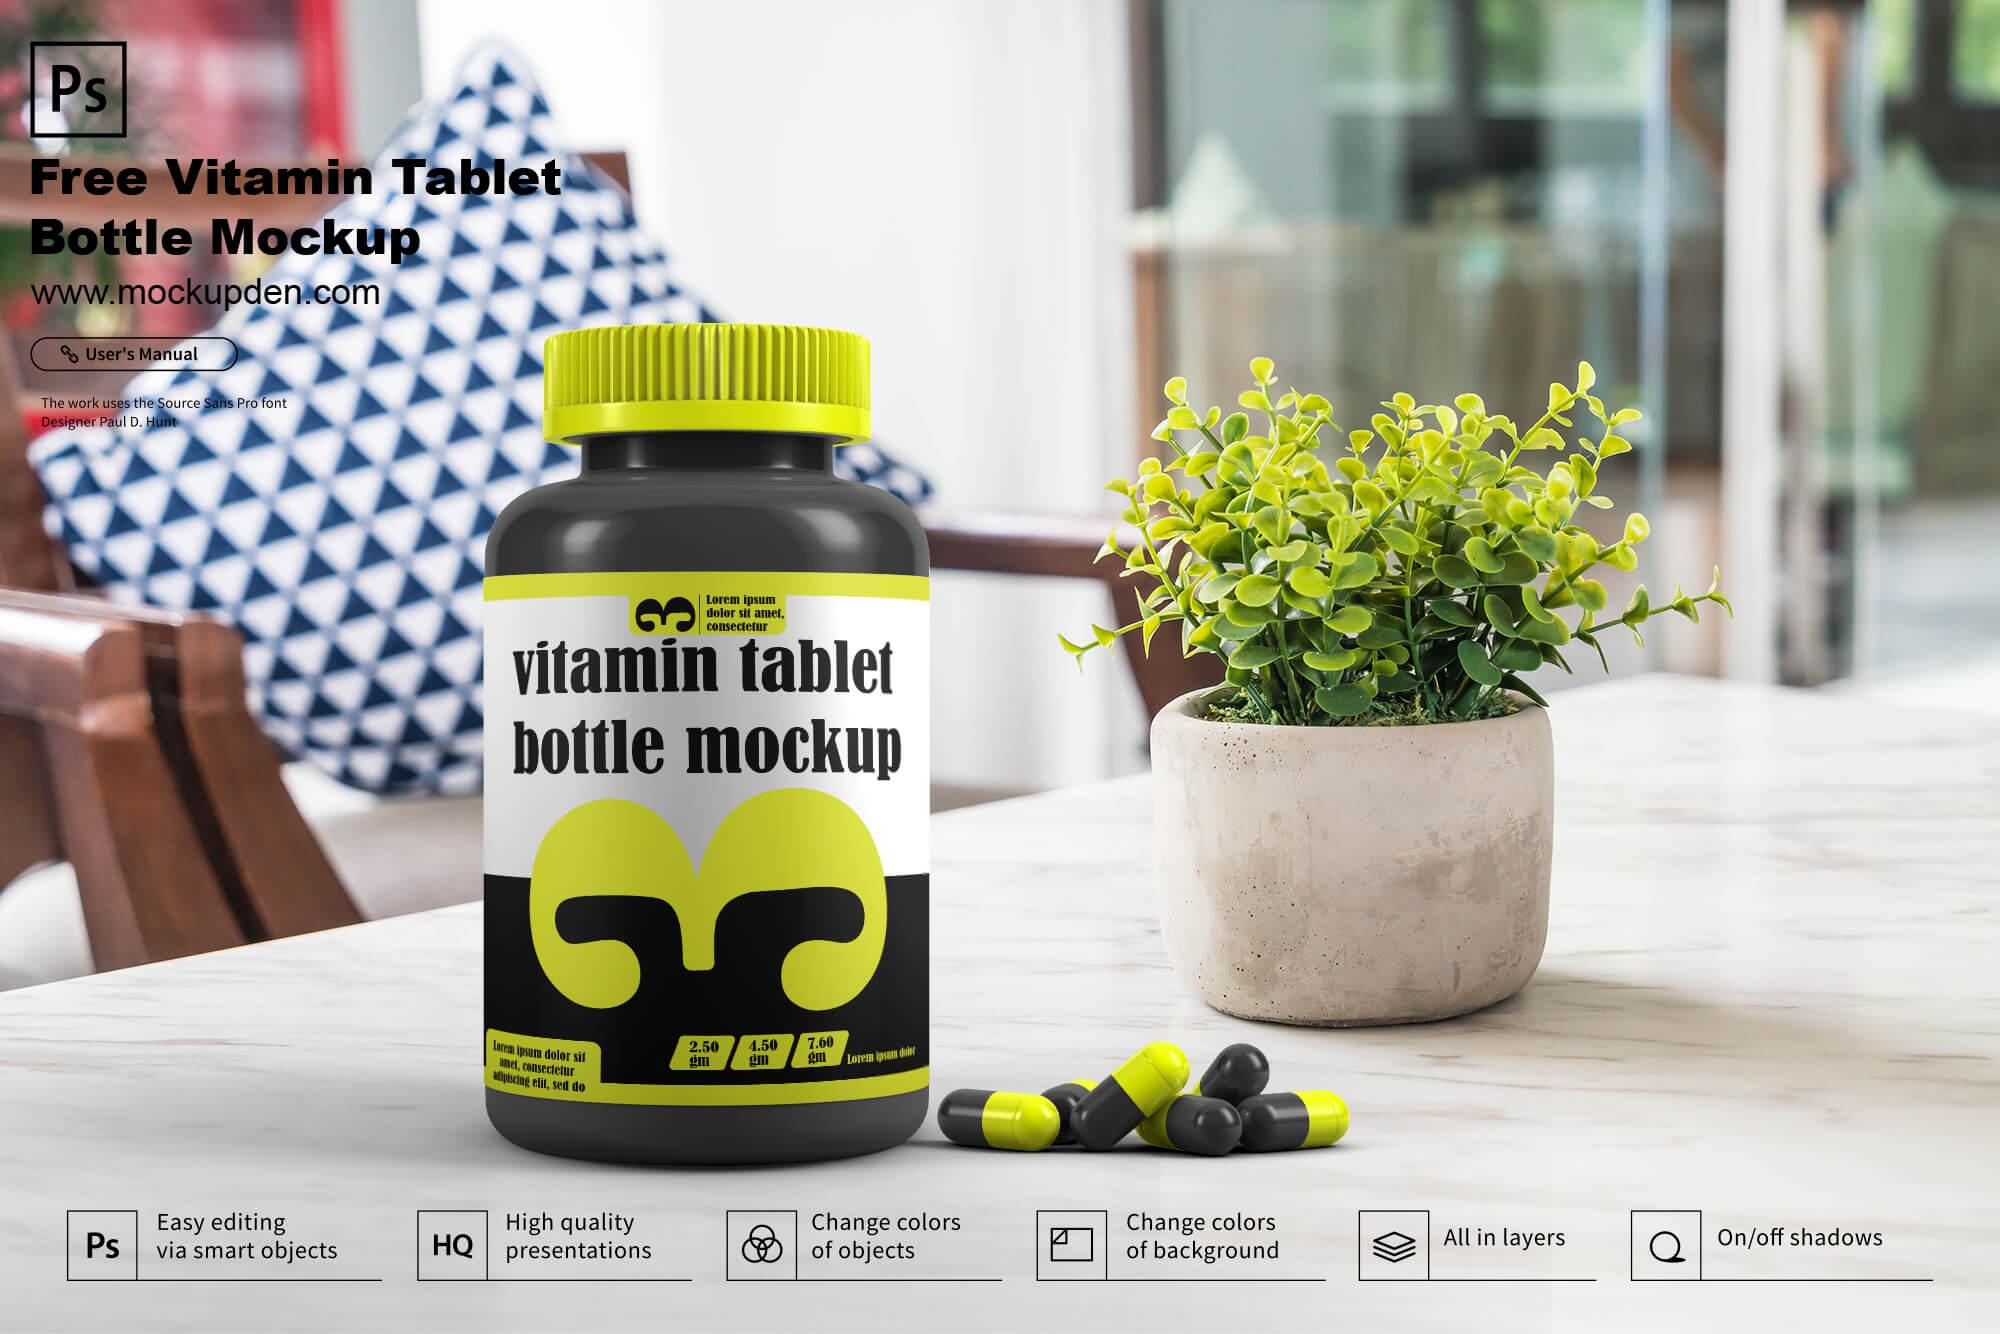 Ps
Free Vitamin Tablet
Bottle Mockup
www.mockupden.com
User's Manual
The work uses the Source Sans Pro font
Designer Paul D. Hunt
Lorem ipsum
dolor sit amet,
consectetur
vitamin tablet
bottle mockup
Lorem ipsum dolor sit
amet, consectetur
adipiscing elit, sed do
2.50
gm
4.50
gm
7.60
gm
Lorem ipsum dolor
Ps
Easy editing
via smart objects
HQ
High quality
presentations
Change colors
of objects
Change colors
of background
All in layers
On/off shadows